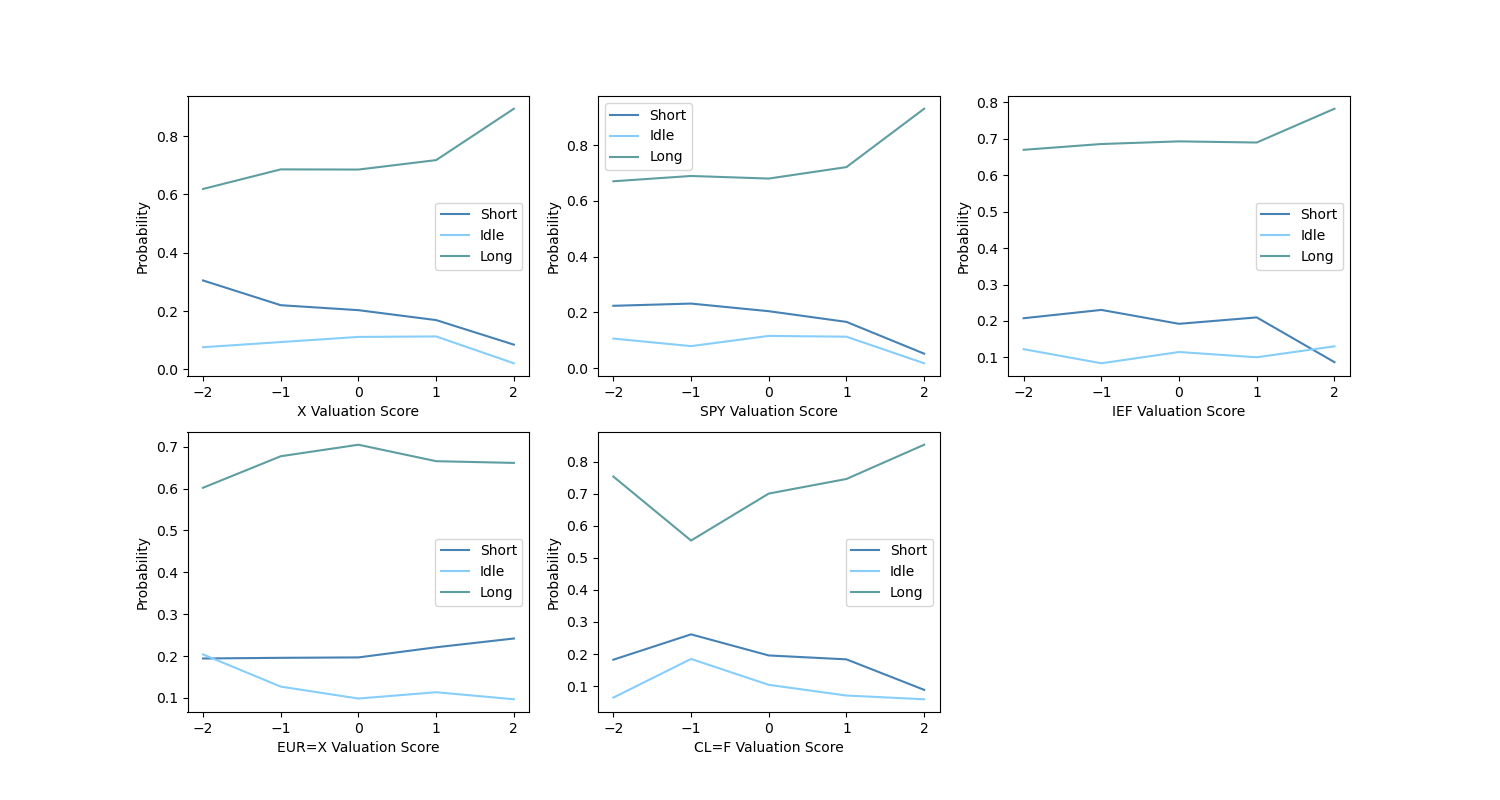 0.8
0.6
0.4
0.2
0.0
Probability
−2 −1 0 1 2
X Valuation Score
Short
Idle
Long
0.8
0.6
0.4
0.2
0.0
Probability
−2 −1 0 1 2
SPY Valuation Score
Short
Idle
Long
0.8
0.7
0.6
0.5
0.4
0.3
0.2
0.1
Probability
−2 −1 0 1 2
IEF Valuation Score
Short
Idle
Long
0.7
0.6
0.5
0.4
0.3
0.2
0.1
Probability
−2 −1 0 1 2
EUR=X Valuation Score
Short
Idle
Long
0.8
0.7
0.6
0.5
0.4
0.3
0.2
0.1
Probability
−2 −1 0 1 2
CL=F Valuation Score
Short
Idle
Long